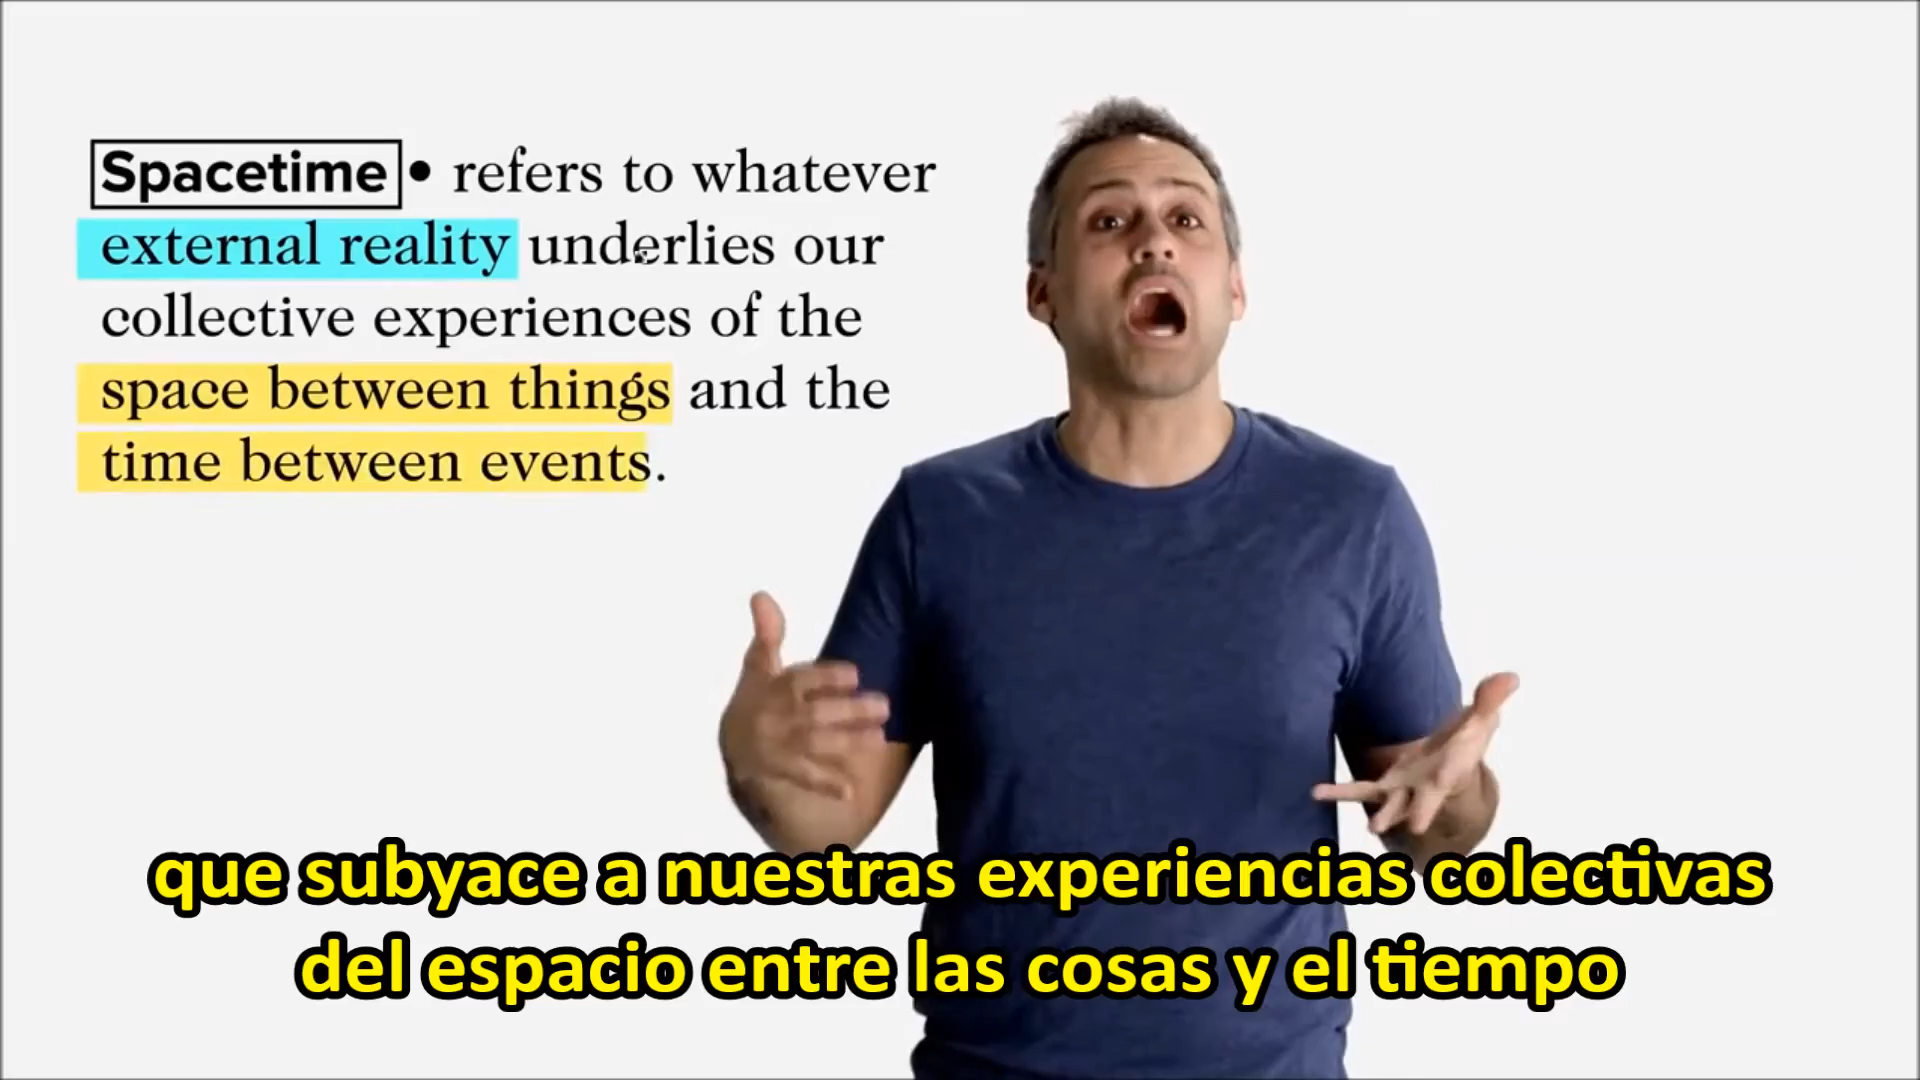 Spacetime • refers to whatever
external reality underlies our
collective experiences of the
space between things and the
time between events.
que subyace a nuestras experiencias colectivas
del espacio entre las cosas y el tiempo